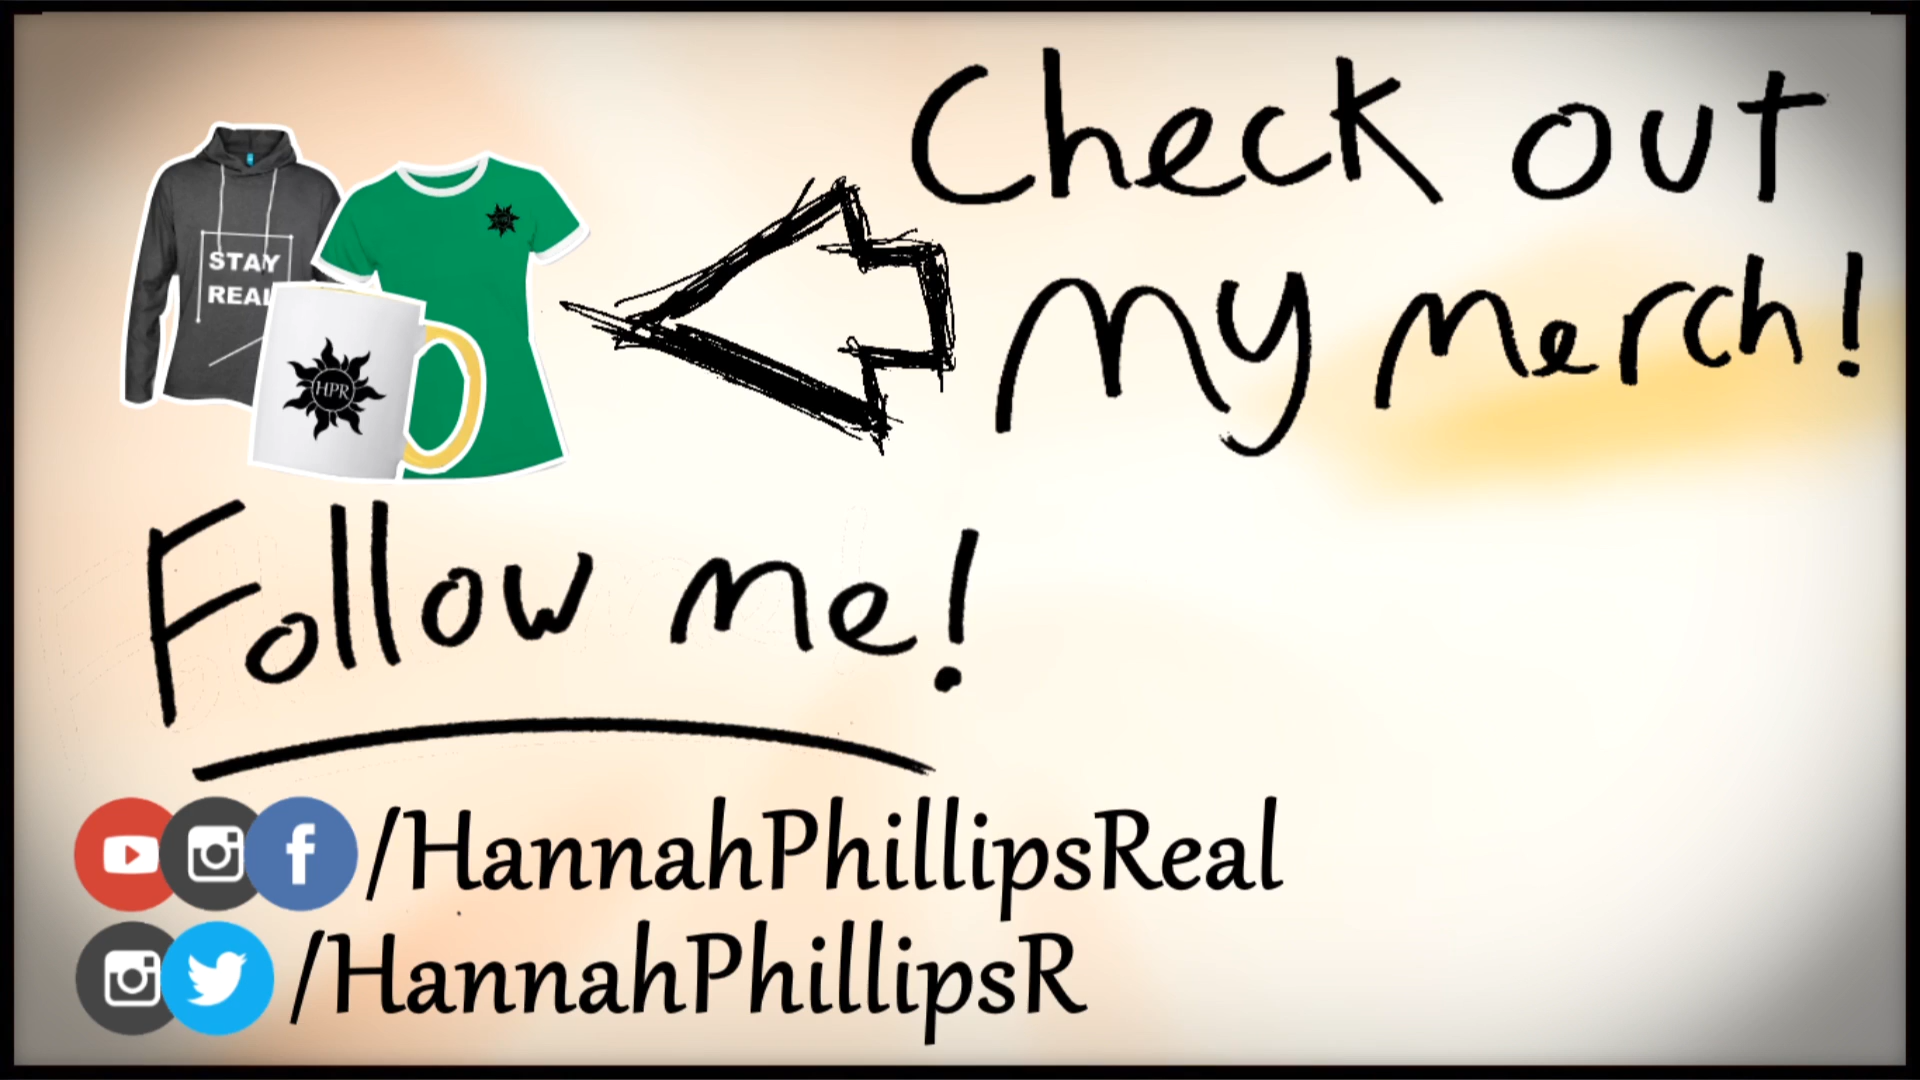 Check out
my merch!
STAY
REAL
HPR
Follow me!
/HannahPhillipsReal
/HannahPhillipsR